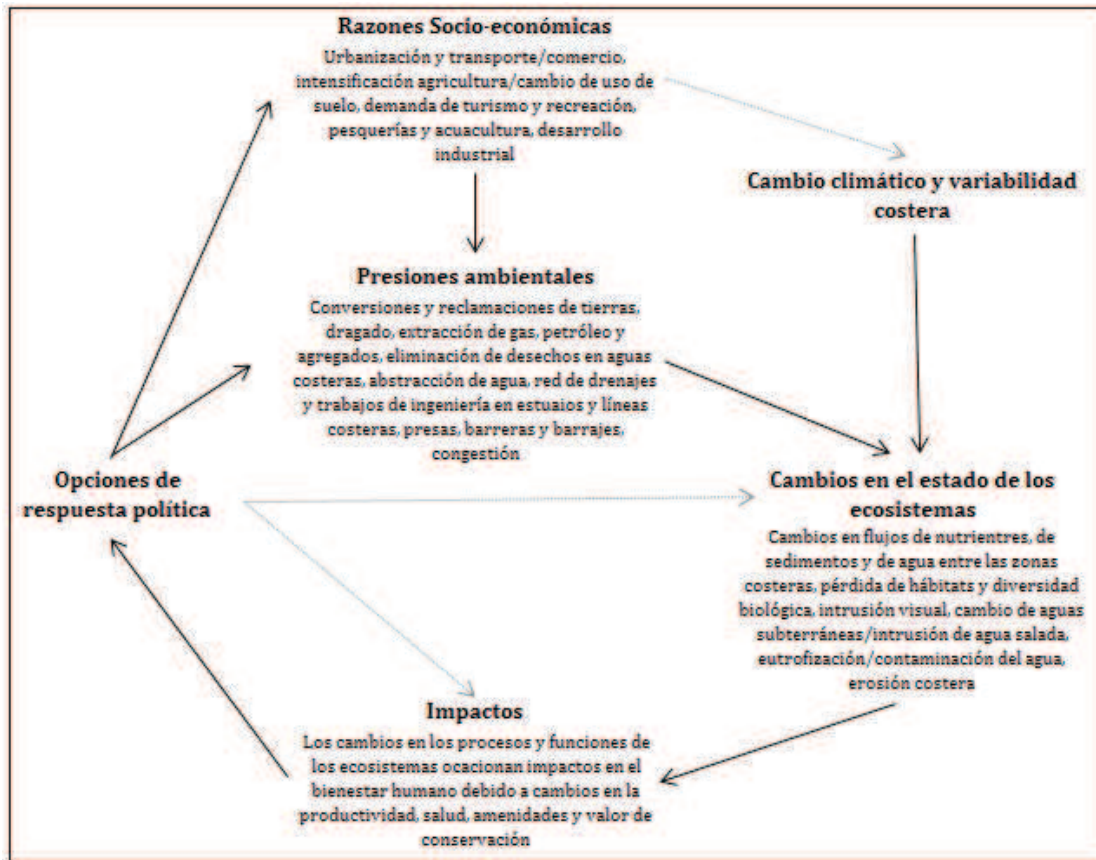 Razones Socio-económicas
Urbanización y transporte/comercio,
intensificación agricultura/cambio de uso de
suelo, demanda de turismo y recreación,
pesquerías y acuacultura, desarrollo
industrial
Cambio climático y variabilidad
costera
Presiones ambientales
Conversiones y reclamaciones de tierras,
dragado, extracción de gas, petróleo y
agregados, eliminación de desechos en aguas
costeras, abstracción de agua, red de drenajes
y trabajos de ingeniería en estuaios y líneas
costeras, presas, barreras y barrajes,
congestión
Opciones de
respuesta política
Cambios en el estado de los
ecosistemas
Cambios en flujos de nutrientres, de
sedimentos y de agua entre las zonas
costeras, pérdida de hábitats y diversidad
biológica, intrusión visual, cambio de aguas
subterráneas/intrusión de agua salada,
eutrofización/contaminación del agua,
erosión costera
Impactos
Los cambios en los procesos y funciones de
los ecosistemas ocacionan impactos en el
bienestar humano debido a cambios en la
productividad, salud, amenidades y valor de
conservación